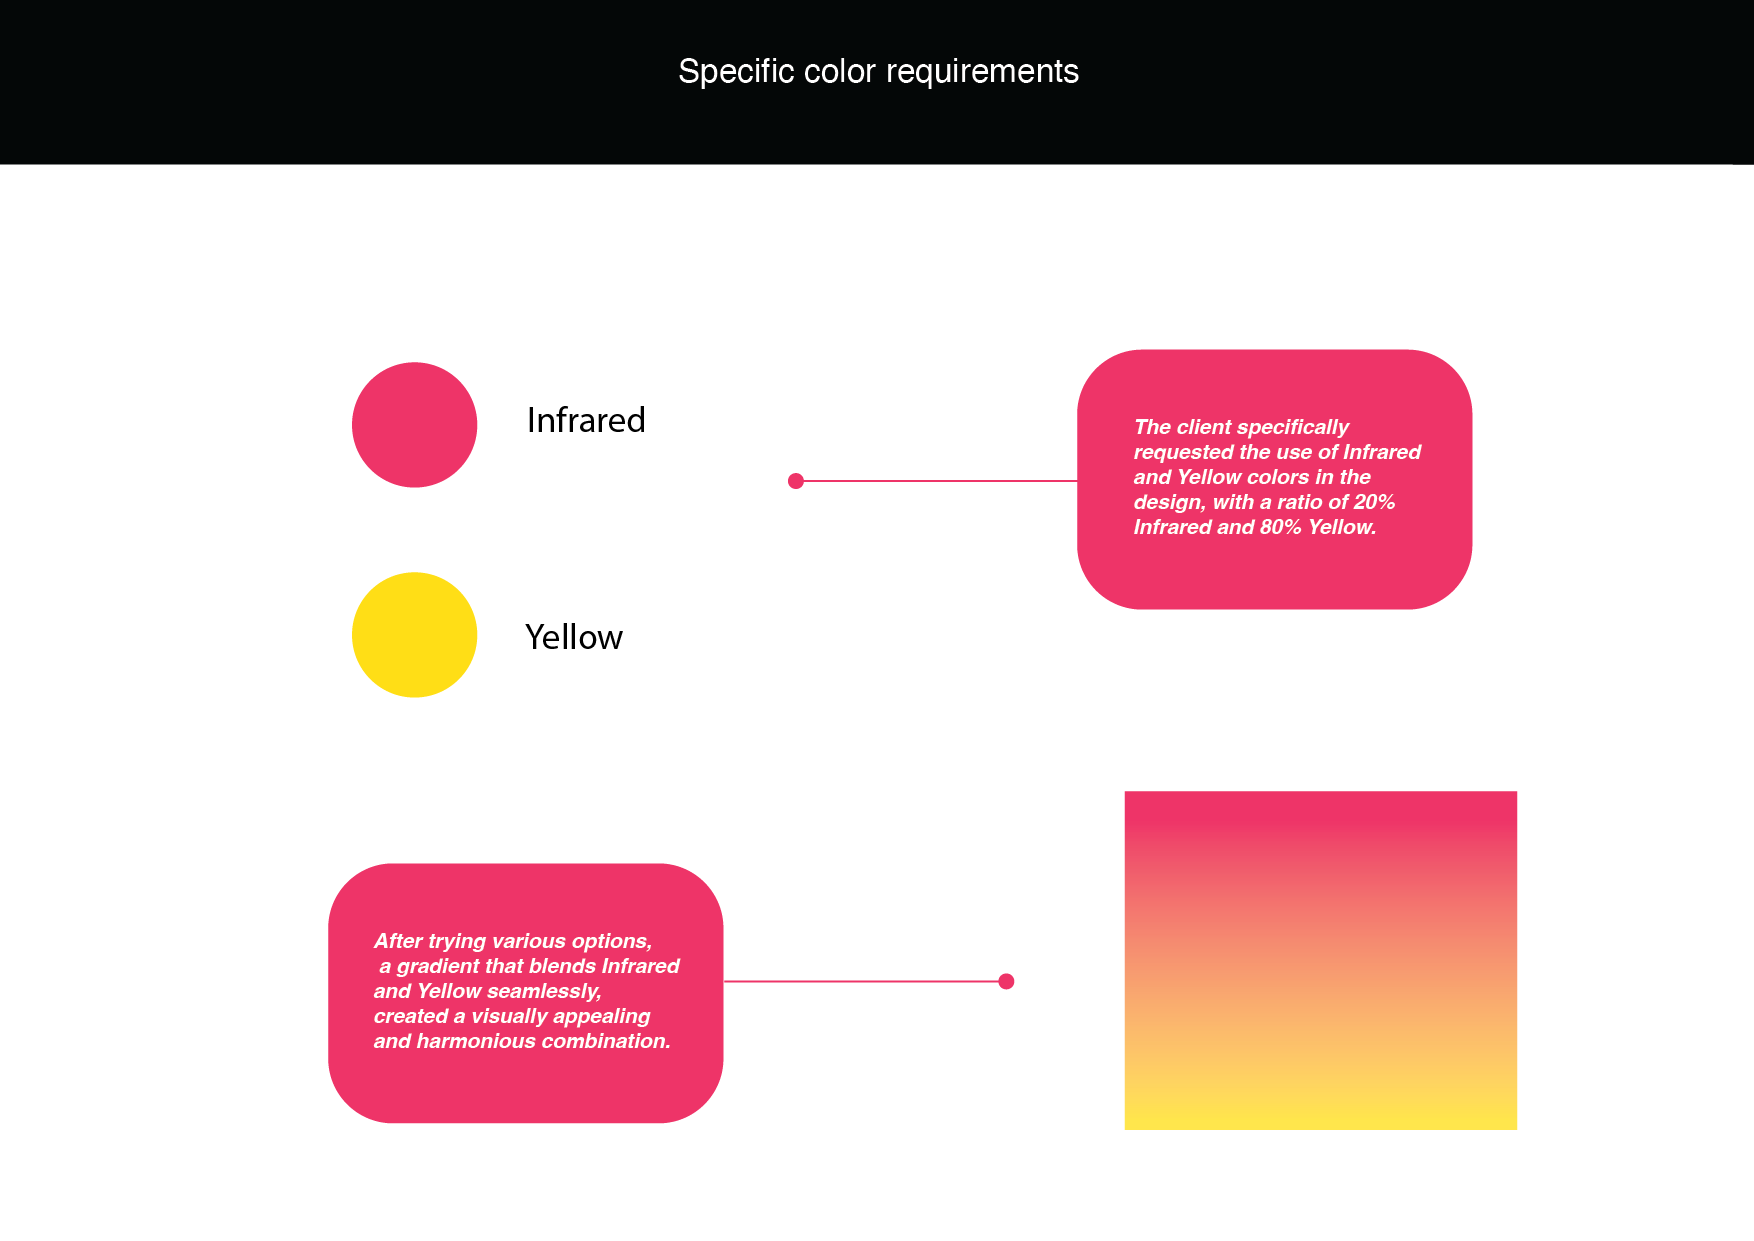 Specific color requirements
Infrared
The client specifically
requested the use of Infrared
and Yellow colors in the
design, with a ratio of 20%
Infrared and 80% Yellow.
Yellow
After trying various options,
a gradient that blends Infrared
and Yellow seamlessly,
created a visually appealing
and harmonious combination.